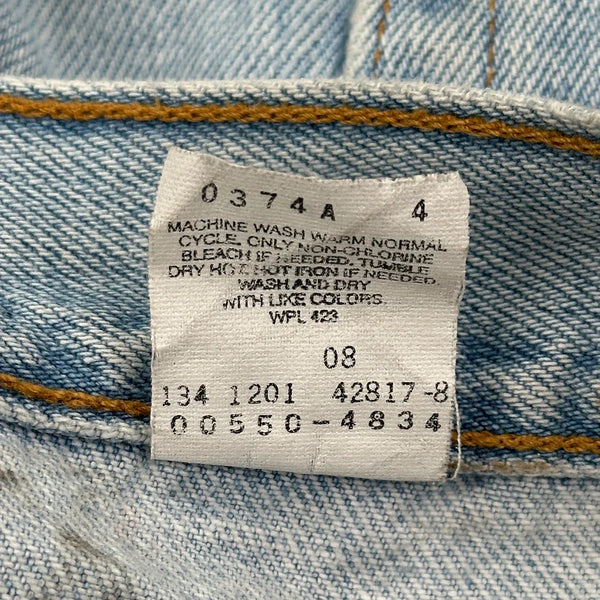 0374A 4
MACHINE WASH WARM NORMAL
CYCLE. ONLY NON-CHLORINE
BLEACH IF NEEDED. TUMBLE
DRY HOT. HOT IRON IF NEEDED.
WASH AND DRY
WITH LIKE COLORS
WPL 423
08
134 1201 42817-8
00550-4834